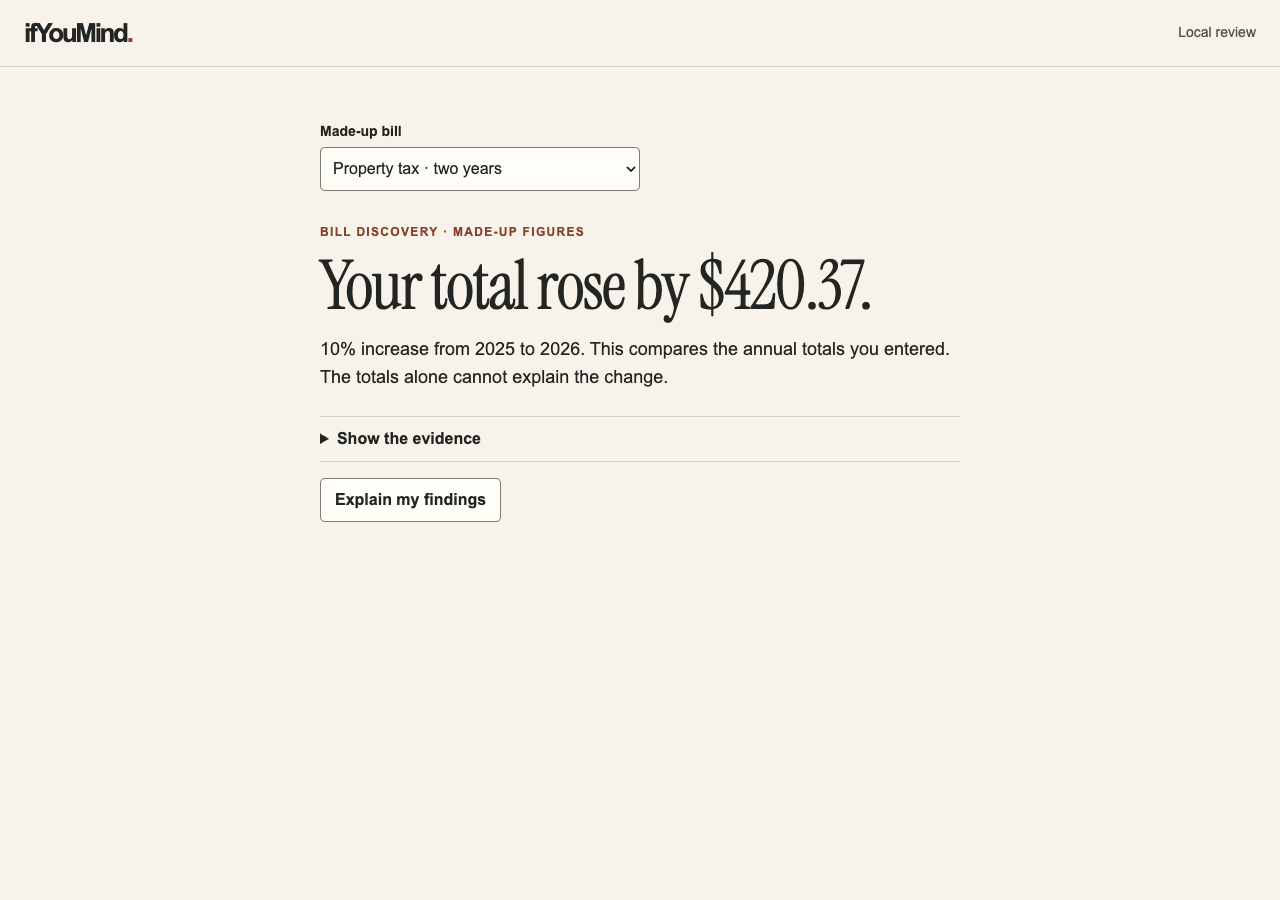 ifYouMind.
Local review
Made-up bill
Property tax · two years
BILL DISCOVERY · MADE-UP FIGURES
Your total rose by $420.37.
10% increase from 2025 to 2026. This compares the annual totals you entered.
The totals alone cannot explain the change.
Show the evidence
Explain my findings